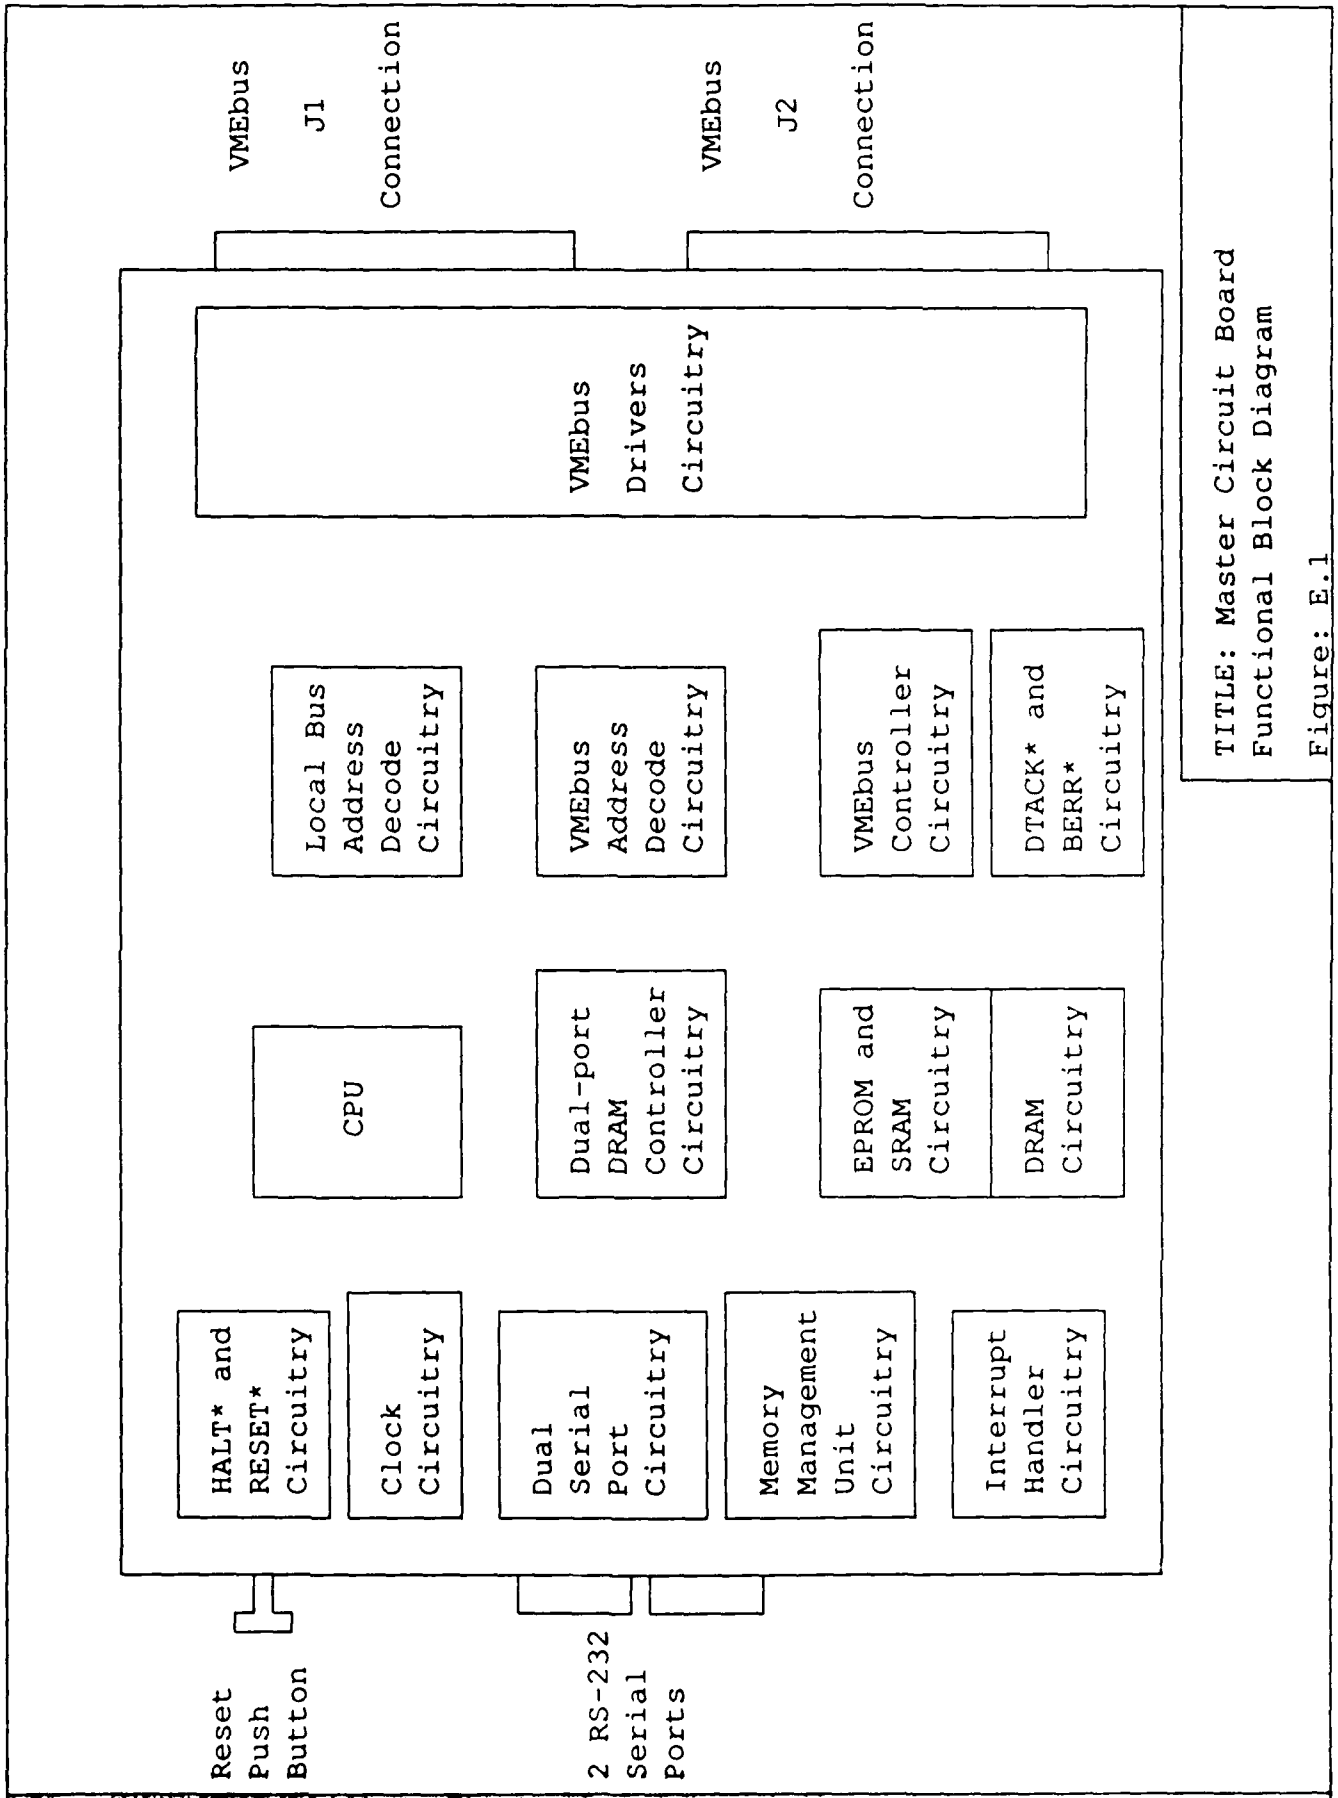 Reset
Push
Button
2 RS-232
Serial
Ports
HALT* and
RESET*
Circuitry
Clock
Circuitry
Dual
Serial
Port
Circuitry
Memory
Management
Unit
Circuitry
Interrupt
Handler
Circuitry
CPU
Dual-port
DRAM
Controller
Circuitry
EPROM and
SRAM
Circuitry
DRAM
Circuitry
Local Bus
Address
Decode
Circuitry
VMEbus
Address
Decode
Circuitry
VMEbus
Controller
Circuitry
DTACK* and
BERR*
Circuitry
VMEbus
Drivers
Circuitry
VMEbus
J1
Connection
VMEbus
J2
Connection
TITLE: Master Circuit Board
Functional Block Diagram
Figure: E.1